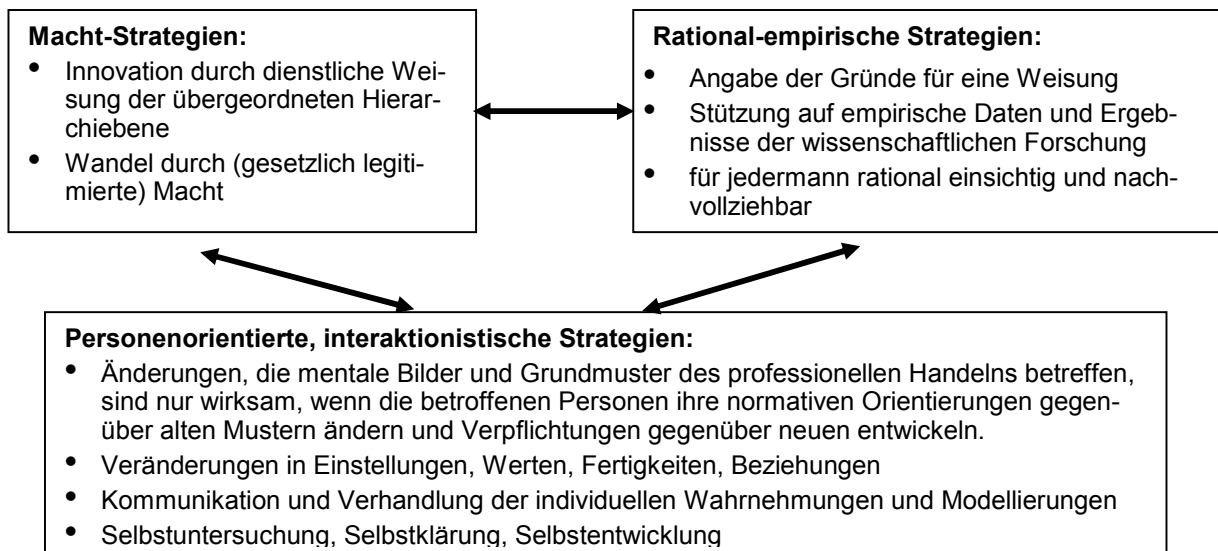 Macht-Strategien:
• Innovation durch dienstliche Wei-
sung der übergeordneten Hierar-
chiebene
• Wandel durch (gesetzlich legiti-
mierte) Macht
Rational-empirische Strategien:
• Angabe der Gründe für eine Weisung
• Stützung auf empirische Daten und Ergeb-
nisse der wissenschaftlichen Forschung
• für jedermann rational einsichtig und nach-
vollziehbar
Personenorientierte, interaktionistische Strategien:
• Änderungen, die mentale Bilder und Grundmuster des professionellen Handelns betreffen,
sind nur wirksam, wenn die betroffenen Personen ihre normativen Orientierungen gegen-
über alten Mustern ändern und Verpflichtungen gegenüber neuen entwickeln.
• Veränderungen in Einstellungen, Werten, Fertigkeiten, Beziehungen
• Kommunikation und Verhandlung der individuellen Wahrnehmungen und Modellierungen
• Selbstuntersuchung, Selbstklärung, Selbstentwicklung